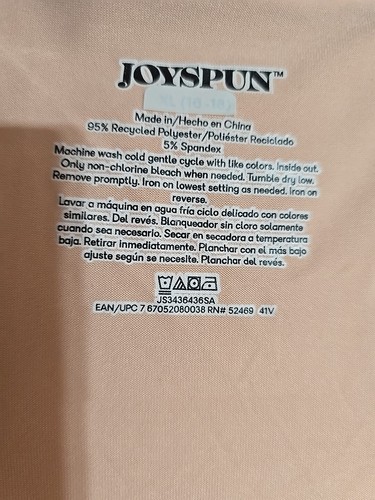 JOYSPUN™
Made in/Hecho en China
95% Recycled Polyester/Poliéster Reciclado
5% Spandex
Machine wash cold gentle cycle with like colors. Inside out.
Only non-chlorine bleach when needed. Tumble dry low.
Remove promptly. Iron on lowest setting as needed. Iron on
reverse.
Lavar a máquina en agua fria ciclo delicado con colores
similares. Del revés. Blanqueador sin cloro solamente
cuando sea necesario. Secar en secadora a temperatura
baja. Retirar inmediatamente. Planchar con el más bajo
ajuste según se necesite. Planchar del revés.
JS3436436SA
EAN/UPC 7 67052080038 RN# 52469 41V